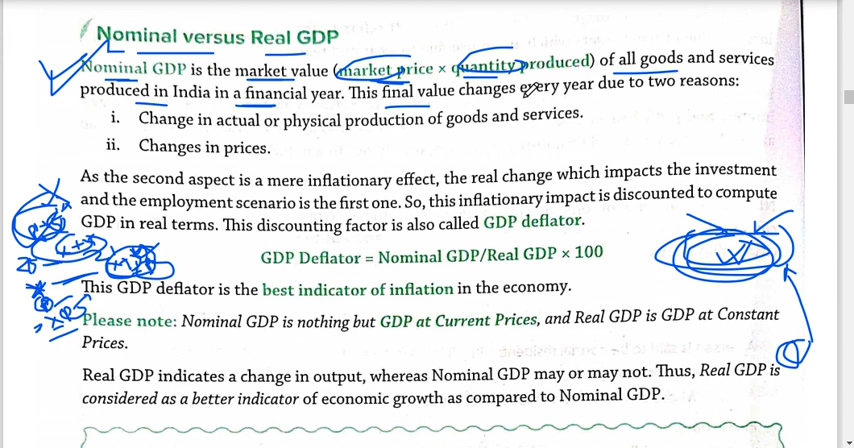 Nominal versus Real GDP
Nominal GDP is the market value (market price × quantity produced) of all goods and services
produced in India in a financial year. This final value changes every year due to two reasons:
i. Change in actual or physical production of goods and services.
ii. Changes in prices.
As the second aspect is a mere inflationary effect, the real change which impacts the investment
and the employment scenario is the first one. So, this inflationary impact is discounted to compute
GDP in real terms. This discounting factor is also called GDP deflator.
GDP Deflator = Nominal GDP/Real GDP × 100
This GDP deflator is the best indicator of inflation in the economy.
Please note: Nominal GDP is nothing but GDP at Current Prices, and Real GDP is GDP at Constant
Prices.
Real GDP indicates a change in output, whereas Nominal GDP may or may not. Thus, Real GDP is
considered as a better indicator of economic growth as compared to Nominal GDP.